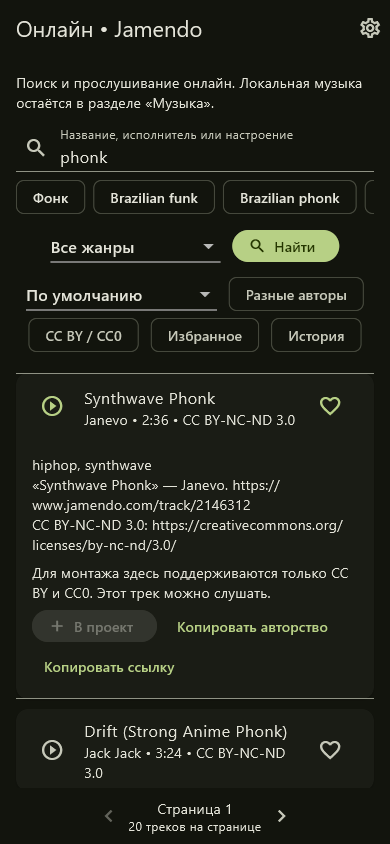 Онлайн • Jamendo
Поиск и прослушивание онлайн. Локальная музыка
остаётся в разделе «Музыка».
Название, исполнитель или настроение
phonk
Фонк
Brazilian funk
Brazilian phonk
Все жанры
Найти
По умолчанию
Разные авторы
CC BY / CC0
Избранное
История
Synthwave Phonk
Janevo • 2:36 • CC BY-NC-ND 3.0
hiphop, synthwave
«Synthwave Phonk» — Janevo. https://
www.jamendo.com/track/2146312
CC BY-NC-ND 3.0: https://creativecommons.org/
licenses/by-nc-nd/3.0/
Для монтажа здесь поддерживаются только CC
BY и CC0. Этот трек можно слушать.
+ В проект
Копировать авторство
Копировать ссылку
Drift (Strong Anime Phonk)
Jack Jack • 3:24 • CC BY-NC-ND
3.0
Страница 1
20 треков на странице